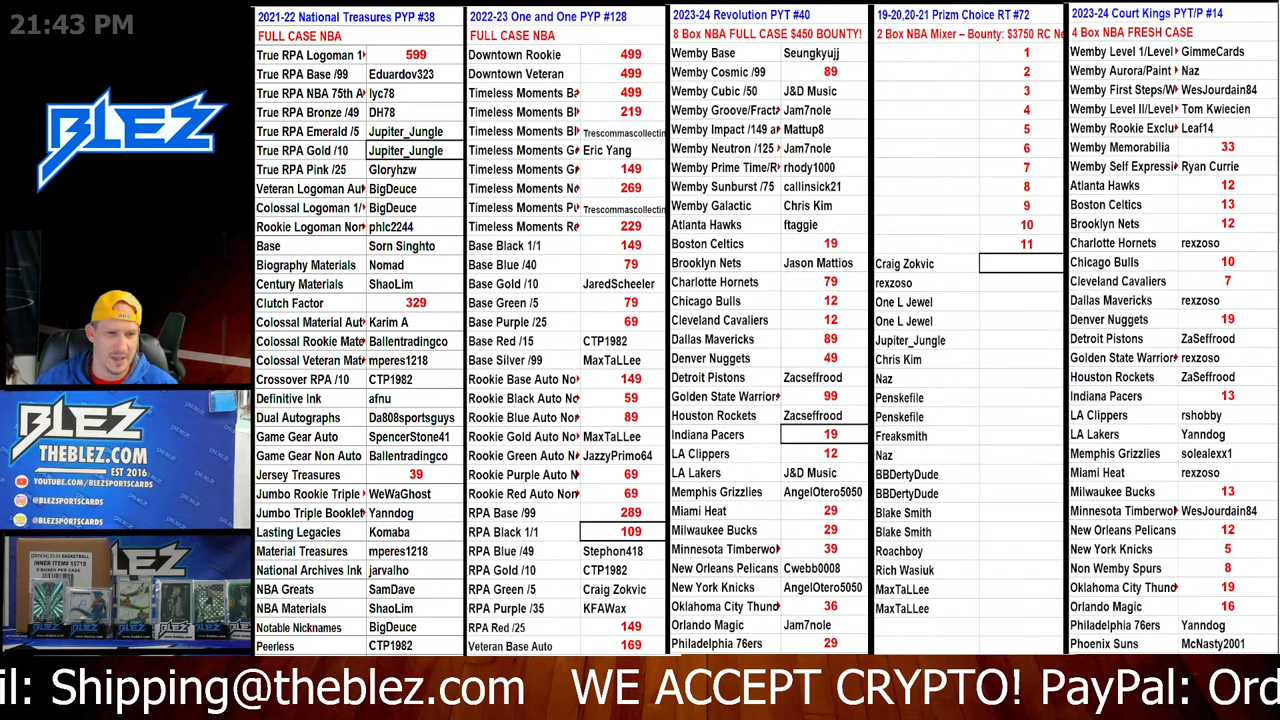 21:43 PM
BLEZ
BLEZ
THEBLEZ.COM
EST 2016
YOUTUBE.COM/BLEZSPORTSCARDS
@BLEZSPORTSCARDS
@BLEZSPORTSCARDS
INNER ITEM# 15718
2021-22 National Treasures PYP #38
FULL CASE NBA
True RPA Logoman 1 599
True RPA Base /99 Eduardov323
True RPA NBA 75th A lyc78
True RPA Bronze /49 DH78
True RPA Emerald /5 Jupiter_Jungle
True RPA Gold /10 Jupiter_Jungle
True RPA Pink /25 Gloryhzw
Veteran Logoman Au BigDeuce
Colossal Logoman 1/ BigDeuce
Rookie Logoman Non phlc2244
Base Sorn Singhto
Biography Materials Nomad
Century Materials ShaoLim
Clutch Factor 329
Colossal Material Aut Karim A
Colossal Rookie Mate Ballentradingco
Colossal Veteran Mat mperes1218
Crossover RPA /10 CTP1982
Definitive Ink afnu
Dual Autographs Da808sportsguys
Game Gear Auto SpencerStone41
Game Gear Non Auto Ballentradingco
Jersey Treasures 39
Jumbo Rookie Triple WeWaGhost
Jumbo Triple Booklet Yanndog
Lasting Legacies Komaba
Material Treasures mperes1218
National Archives Ink jarvalho
NBA Greats SamDave
NBA Materials ShaoLim
Notable Nicknames BigDeuce
Peerless CTP1982
2022-23 One and One PYP #128
FULL CASE NBA
Downtown Rookie 499
Downtown Veteran 499
Timeless Moments Ba 499
Timeless Moments Bl 219
Timeless Moments Bl Trescommascollectin
Timeless Moments G Eric Yang
Timeless Moments G 149
Timeless Moments No 269
Timeless Moments Pu Trescommascollectin
Timeless Moments Re 229
Base Black 1/1 149
Base Blue /40 79
Base Gold /10 JaredScheeler
Base Green /5 79
Base Purple /25 69
Base Red /15 CTP1982
Base Silver /99 MaxTaLLee
Rookie Base Auto No 149
Rookie Black Auto No 59
Rookie Blue Auto No 89
Rookie Gold Auto No MaxTaLLee
Rookie Green Auto N JazzyPrimo64
Rookie Purple Auto N 69
Rookie Red Auto Non 69
RPA Base /99 289
RPA Black 1/1 109
RPA Blue /49 Stephon418
RPA Gold /10 CTP1982
RPA Green /5 Craig Zokvic
RPA Purple /35 KFAWax
RPA Red /25 149
Veteran Base Auto 169
2023-24 Revolution PYT #40
8 Box NBA FULL CASE $450 BOUNTY!
Wemby Base Seungkyujj
Wemby Cosmic /99 89
Wemby Cubic /50 J&D Music
Wemby Groove/Fract Jam7nole
Wemby Impact /149 a Mattup8
Wemby Neutron /125 Jam7nole
Wemby Prime Time/R rhody1000
Wemby Sunburst /75 callinsick21
Wemby Galactic Chris Kim
Atlanta Hawks ftaggie
Boston Celtics 19
Brooklyn Nets Jason Mattios
Charlotte Hornets 79
Chicago Bulls 12
Cleveland Cavaliers 12
Dallas Mavericks 89
Denver Nuggets 49
Detroit Pistons Zacseffrood
Golden State Warriors 99
Houston Rockets Zacseffrood
Indiana Pacers 19
LA Clippers 12
LA Lakers J&D Music
Memphis Grizzlies AngelOtero5050
Miami Heat 29
Milwaukee Bucks 29
Minnesota Timberwo 39
New Orleans Pelicans Cwebb0008
New York Knicks AngelOtero5050
Oklahoma City Thund 36
Orlando Magic Jam7nole
Philadelphia 76ers 29
19-20,20-21 Prizm Choice RT #72
2 Box NBA Mixer – Bounty: $3750 RC Ne
1
2
3
4
5
6
7
8
9
10
11
Craig Zokvic
rexzoso
One L Jewel
One L Jewel
Jupiter_Jungle
Chris Kim
Naz
Penskefile
Penskefile
Freaksmith
Naz
BBDertyDude
BBDertyDude
Blake Smith
Blake Smith
Roachboy
Rich Wasiuk
MaxTaLLee
MaxTaLLee
2023-24 Court Kings PYT/P #14
4 Box NBA FRESH CASE
Wemby Level 1/Level GimmeCards
Wemby Aurora/Paint Naz
Wemby First Steps/W WesJourdain84
Wemby Level II/Level Tom Kwiecien
Wemby Rookie Exclu Leaf14
Wemby Memorabilia 33
Wemby Self Expressi Ryan Currie
Atlanta Hawks 12
Boston Celtics 13
Brooklyn Nets 12
Charlotte Hornets rexzoso
Chicago Bulls 10
Cleveland Cavaliers 7
Dallas Mavericks rexzoso
Denver Nuggets 19
Detroit Pistons ZaSeffrood
Golden State Warrior rexzoso
Houston Rockets ZaSeffrood
Indiana Pacers 13
LA Clippers rshobby
LA Lakers Yanndog
Memphis Grizzlies solealexx1
Miami Heat rexzoso
Milwaukee Bucks 13
Minnesota Timberwo WesJourdain84
New Orleans Pelicans 12
New York Knicks 5
Non Wemby Spurs 8
Oklahoma City Thun 19
Orlando Magic 16
Philadelphia 76ers Yanndog
Phoenix Suns McNasty2001
il: Shipping@theblez.com WE ACCEPT CRYPTO! PayPal: Ord